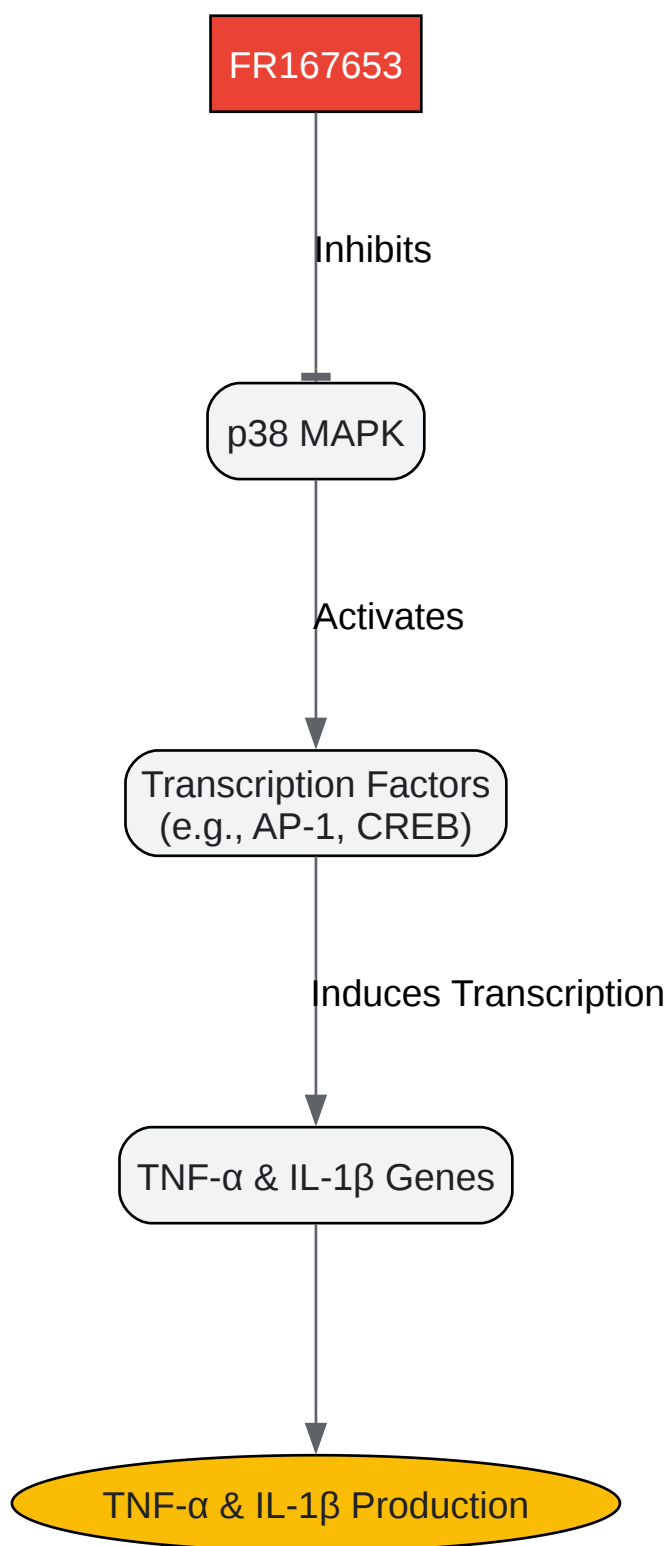 FR167653
Inhibits
p38 MAPK
Activates
Transcription Factors
(e.g., AP-1, CREB)
Induces Transcription
TNF-α & IL-1β Genes
TNF-α & IL-1β Production